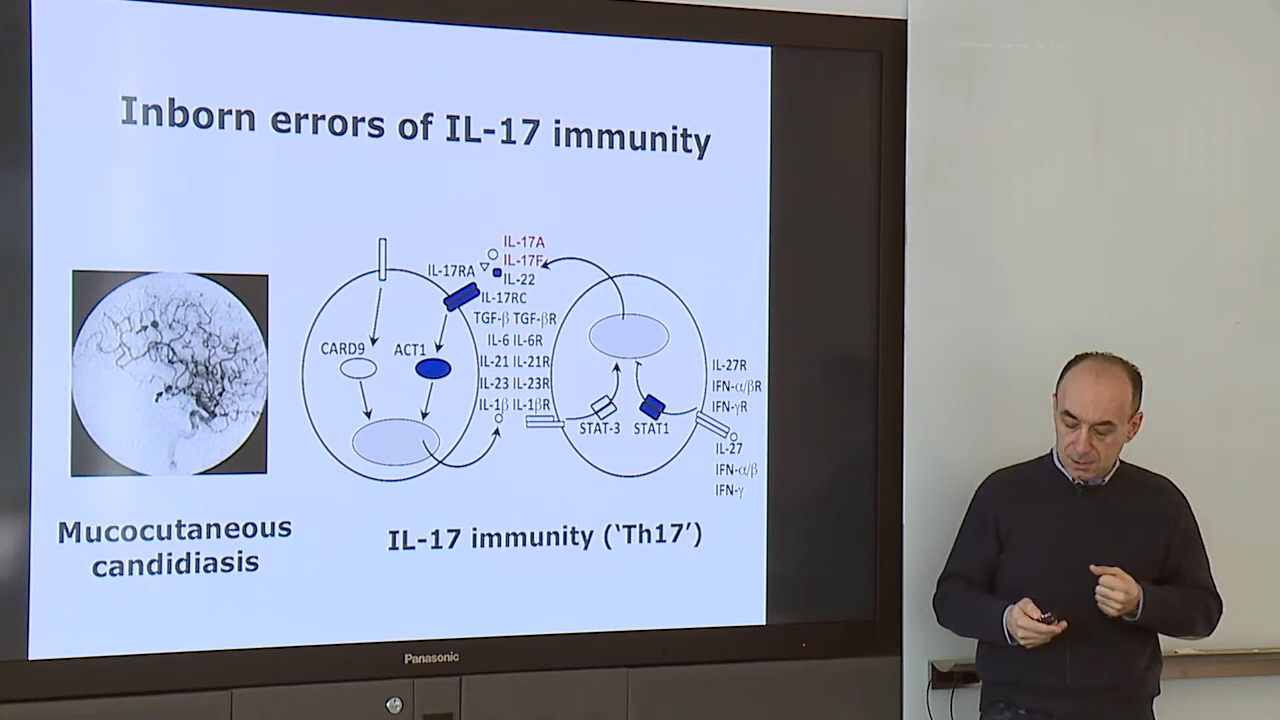 Inborn errors of IL-17 immunity
IL-17A
IL-17F
IL-22
IL-17RA
IL-17RC
TGF-β TGF-βR
IL-6 IL-6R
IL-21 IL-21R
IL-23 IL-23R
IL-1β IL-1βR
CARD9
ACT1
STAT-3
STAT1
IL-27R
IFN-α/βR
IFN-γR
IL-27
IFN-α/β
IFN-γ
Mucocutaneous
candidiasis
IL-17 immunity (‘Th17’)
Panasonic